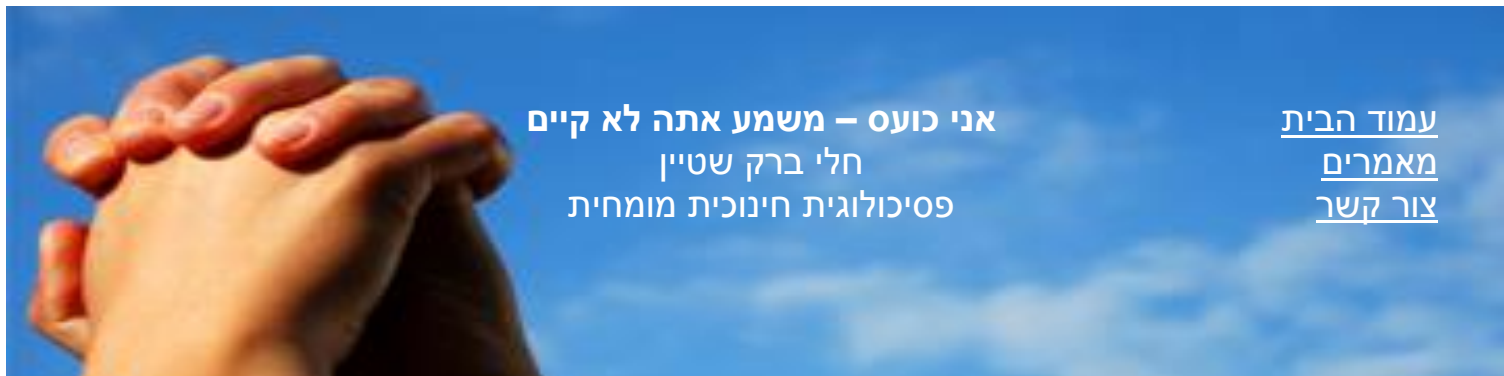 עמוד הבית
מאמרים
צור קשר
אני כועס – משמע אתה לא קיים
חלי ברק שטיין
פסיכולוגית חינוכית מומחית